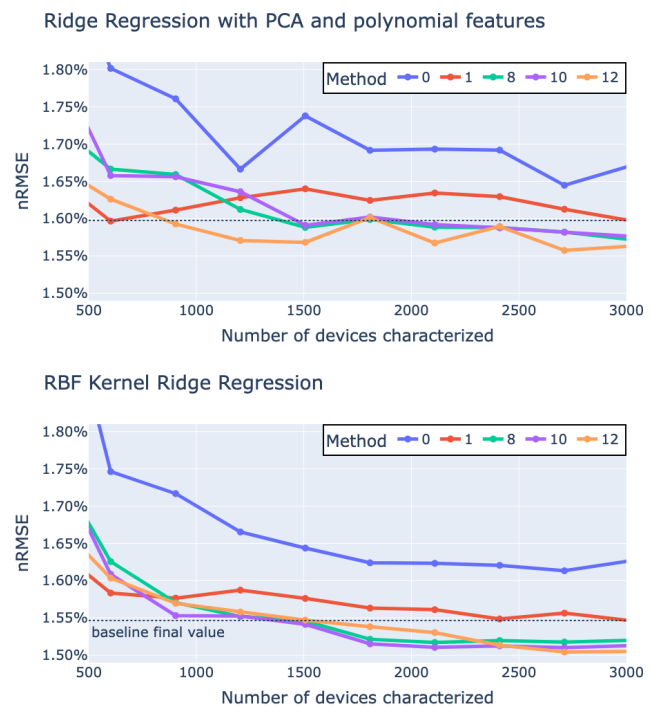 Ridge Regression with PCA and polynomial features
Method 0 1 8 10 12
1.80%
1.75%
1.70%
1.65%
1.60%
1.55%
1.50%
nRMSE
500 1000 1500 2000 2500 3000
Number of devices characterized
RBF Kernel Ridge Regression
Method 0 1 8 10 12
1.80%
1.75%
1.70%
1.65%
1.60%
1.55%
1.50%
nRMSE
baseline final value
500 1000 1500 2000 2500 3000
Number of devices characterized